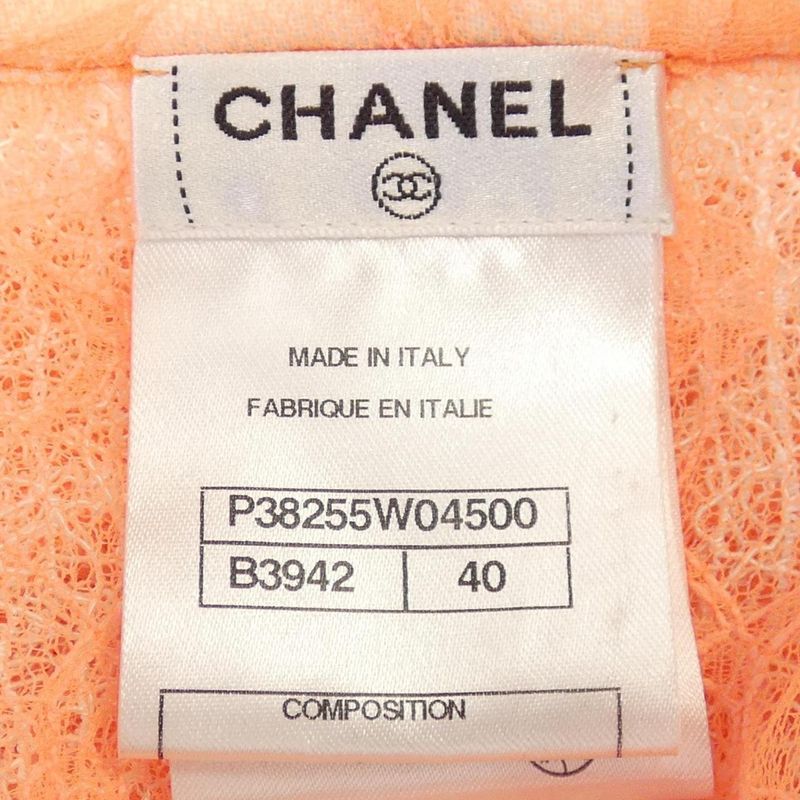 CHANEL
MADE IN ITALY
FABRIQUE EN ITALIE
P38255W04500
B3942 40
COMPOSITION